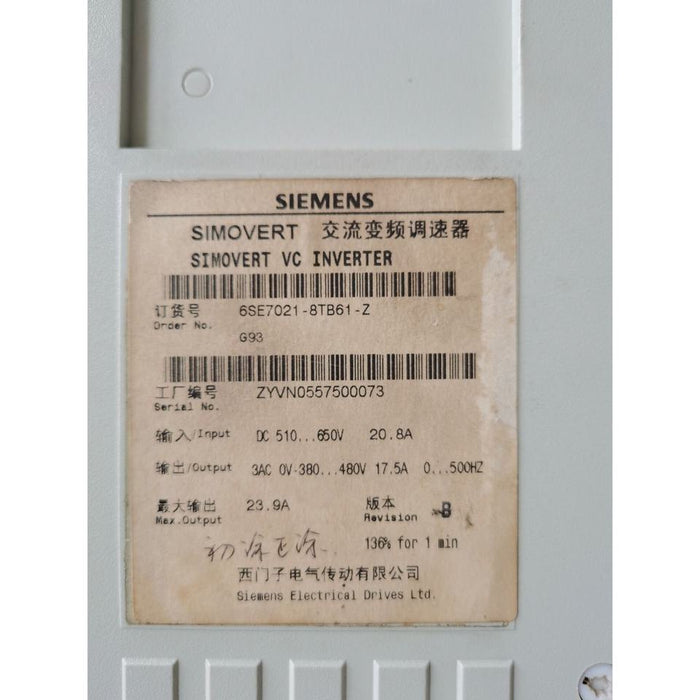 SIEMENS
SIMOVERT 交流变频调速器
SIMOVERT VC INVERTER
订货号 6SE7021-8TB61-Z
Order No.
G93
工厂编号 ZYVN0557500073
Serial No.
输入/Input DC 510...650V 20.8A
输出/Output 3AC 0V-380...480V 17.5A 0...500HZ
最大输出 23.9A 版本 B
Max.Output Revision
136% for 1 min
西门子电气传动有限公司
Siemens Electrical Drives Ltd.